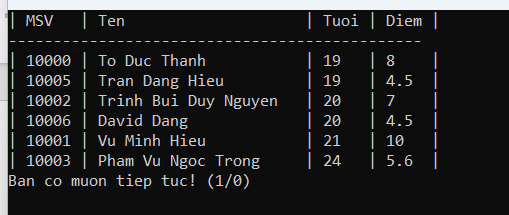 | MSV   | Ten                   | Tuoi | Diem |
---------------------------------------------
| 10000 | To Duc Thanh          | 19   | 8    |
| 10005 | Tran Dang Hieu        | 19   | 4.5  |
| 10002 | Trinh Bui Duy Nguyen  | 20   | 7    |
| 10006 | David Dang            | 20   | 4.5  |
| 10001 | Vu Minh Hieu          | 21   | 10   |
| 10003 | Pham Vu Ngoc Trong    | 24   | 5.6  |
Ban co muon tiep tuc! (1/0)